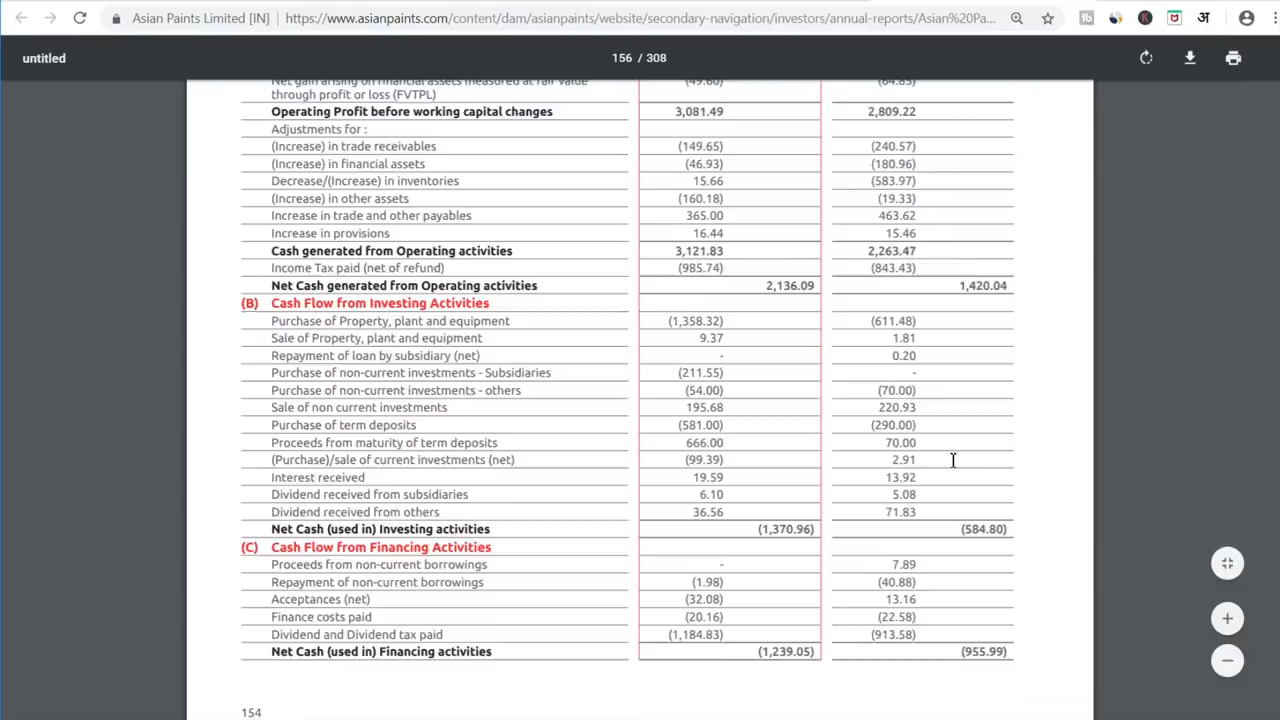 Asian Paints Limited [IN] https://www.asianpaints.com/content/dam/asianpaints/website/secondary-navigation/investors/annual-reports/Asian%20Pa...
untitled 156 / 308
Net gain arising on financial assets measured at fair value (49.60) (64.85)
through profit or loss (FVTPL)
Operating Profit before working capital changes 3,081.49 2,809.22
Adjustments for :
(Increase) in trade receivables (149.65) (240.57)
(Increase) in financial assets (46.93) (180.96)
Decrease/(Increase) in inventories 15.66 (583.97)
(Increase) in other assets (160.18) (19.33)
Increase in trade and other payables 365.00 463.62
Increase in provisions 16.44 15.46
Cash generated from Operating activities 3,121.83 2,263.47
Income Tax paid (net of refund) (985.74) (843.43)
Net Cash generated from Operating activities 2,136.09 1,420.04
(B) Cash Flow from Investing Activities
Purchase of Property, plant and equipment (1,358.32) (611.48)
Sale of Property, plant and equipment 9.37 1.81
Repayment of loan by subsidiary (net) - 0.20
Purchase of non-current investments - Subsidiaries (211.55) -
Purchase of non-current investments - others (54.00) (70.00)
Sale of non current investments 195.68 220.93
Purchase of term deposits (581.00) (290.00)
Proceeds from maturity of term deposits 666.00 70.00
(Purchase)/sale of current investments (net) (99.39) 2.91
Interest received 19.59 13.92
Dividend received from subsidiaries 6.10 5.08
Dividend received from others 36.56 71.83
Net Cash (used in) Investing activities (1,370.96) (584.80)
(C) Cash Flow from Financing Activities
Proceeds from non-current borrowings - 7.89
Repayment of non-current borrowings (1.98) (40.88)
Acceptances (net) (32.08) 13.16
Finance costs paid (20.16) (22.58)
Dividend and Dividend tax paid (1,184.83) (913.58)
Net Cash (used in) Financing activities (1,239.05) (955.99)
154